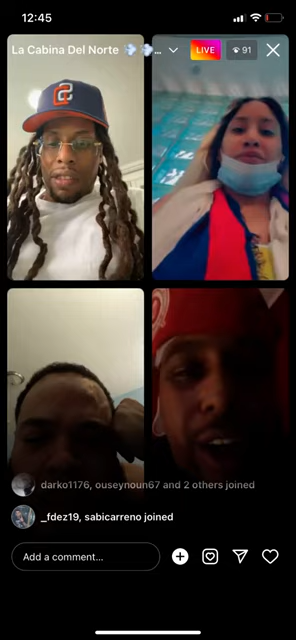 12:45
La Cabina Del Norte 💨 💨...
LIVE
91
darko1176, ouseynoun67 and 2 others joined
_fdez19, sabicarreno joined
Add a comment...